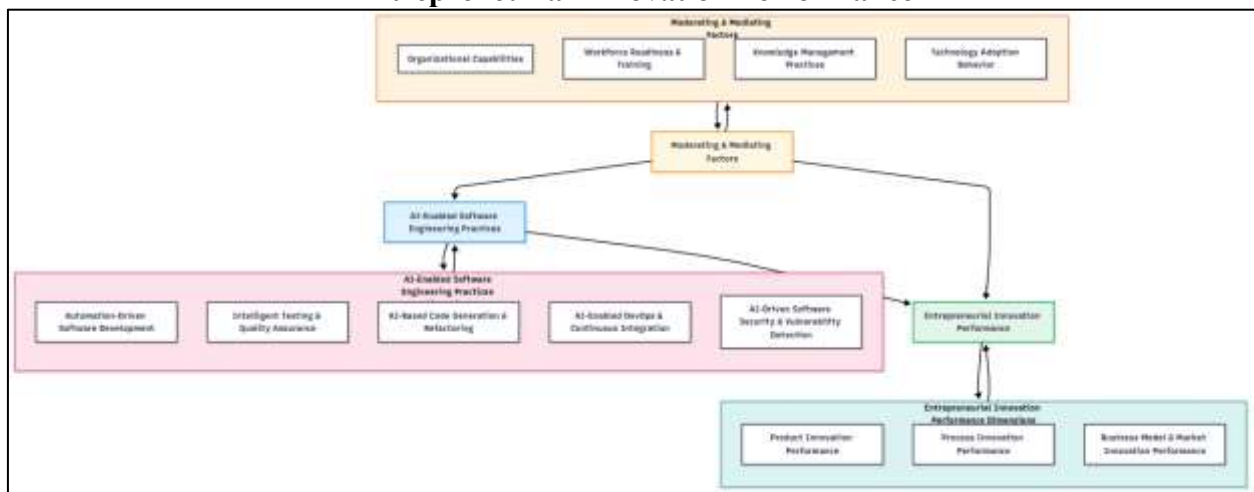 Entrepreneurial Innovation Performance
Moderating & Mediating
Factors
Organizational Capabilities
Workforce Readiness &
Training
Knowledge Management
Practices
Technology Adoption
Behavior
Moderating & Mediating
Factors
AI-Enabled Software
Engineering Practices
AI-Enabled Software
Engineering Practices
Automation-Driven
Software Development
Intelligent Testing &
Quality Assurance
AI-Based Code Generation &
Refactoring
AI-Enabled DevOps &
Continuous Integration
AI-Driven Software
Security & Vulnerability
Detection
Entrepreneurial Innovation
Performance
Entrepreneurial Innovation
Performance Dimensions
Product Innovation
Performance
Process Innovation
Performance
Business Model & Market
Innovation Performance